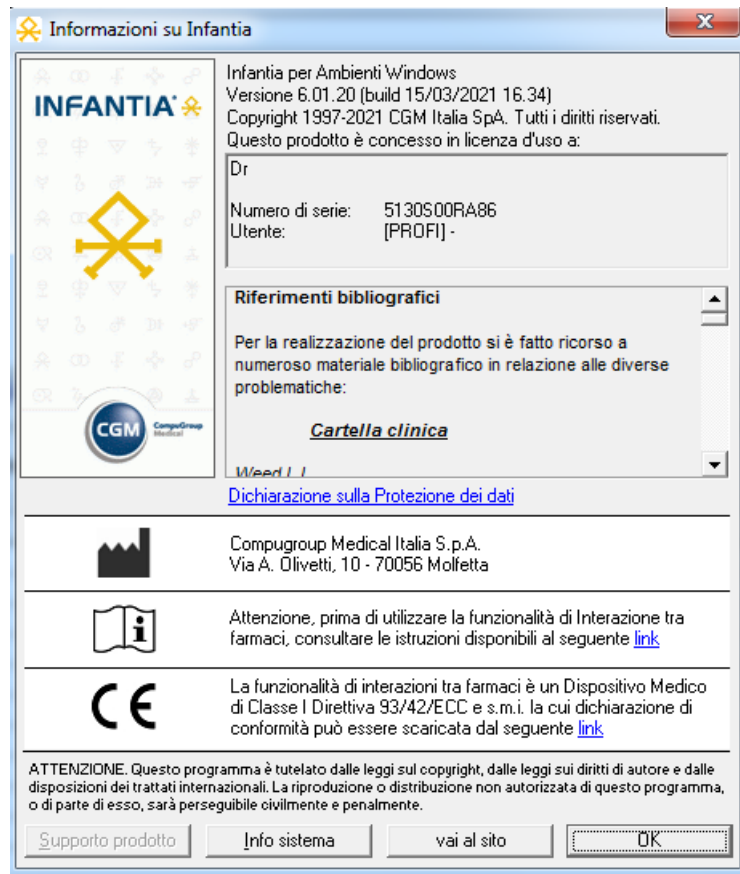 Informazioni su Infantia
INFANTIA
CGM CompuGroup
Medical
Infantia per Ambienti Windows
Versione 6.01.20 (build 15/03/2021 16.34)
Copyright 1997-2021 CGM Italia SpA. Tutti i diritti riservati.
Questo prodotto è concesso in licenza d'uso a:
Dr
Numero di serie: 5130S00RA86
Utente: [PROFI] -
Riferimenti bibliografici
Per la realizzazione del prodotto si è fatto ricorso a
numeroso materiale bibliografico in relazione alle diverse
problematiche:
Cartella clinica
Weed L.L.
Dichiarazione sulla Protezione dei dati
Compugroup Medical Italia S.p.A.
Via A. Olivetti, 10 - 70056 Molfetta
Attenzione, prima di utilizzare la funzionalità di Interazione tra
farmaci, consultare le istruzioni disponibili al seguente link
CE
La funzionalità di interazioni tra farmaci è un Dispositivo Medico
di Classe I Direttiva 93/42/ECC e s.m.i. la cui dichiarazione di
conformità può essere scaricata dal seguente link
ATTENZIONE. Questo programma è tutelato dalle leggi sul copyright, dalle leggi sui diritti di autore e dalle
disposizioni dei trattati internazionali. La riproduzione o distribuzione non autorizzata di questo programma,
o di parte di esso, sarà perseguibile civilmente e penalmente.
Supporto prodotto
Info sistema
vai al sito
OK